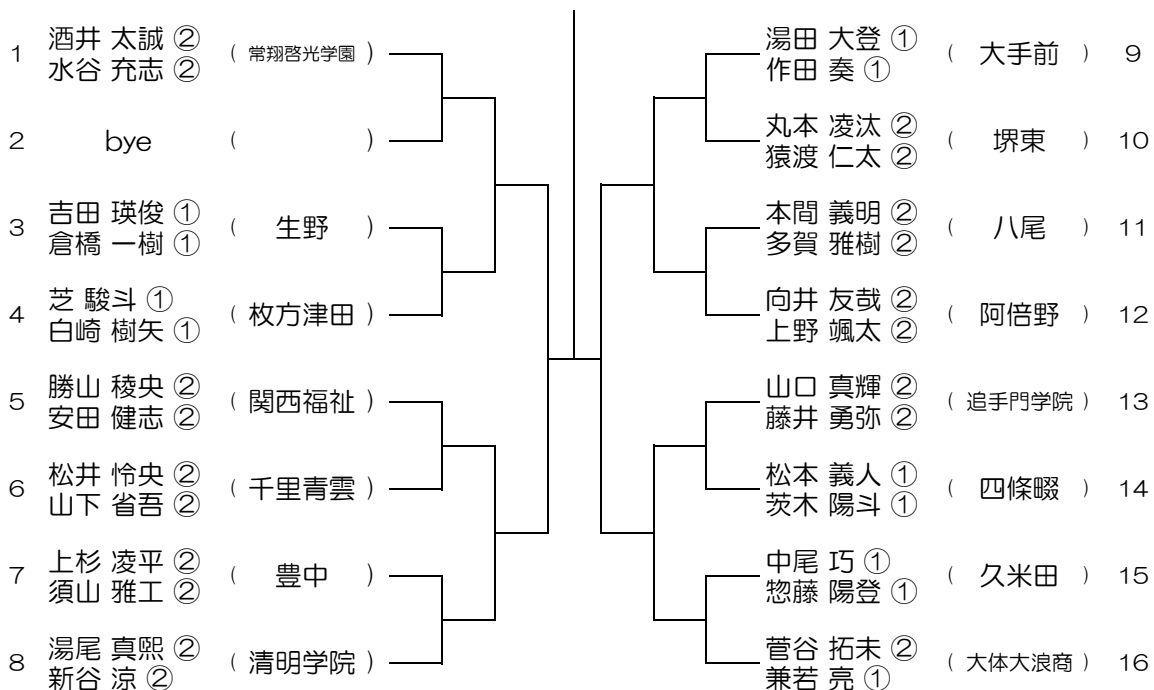 酒井 太誠 ②
1 ( 常翔啓光学園 )
水谷 充志 ②
2 bye ( )
吉田 瑛俊 ①
3 ( 生野 )
倉橋 一樹 ①
芝 駿斗 ①
4 ( 枚方津田 )
白崎 樹矢 ①
勝山 稜央 ②
5 ( 関西福祉 )
安田 健志 ②
松井 怜央 ②
6 ( 千里青雲 )
山下 省吾 ②
上杉 凌平 ②
7 ( 豊中 )
須山 雅工 ②
湯尾 真熙 ②
8 ( 清明学院 )
新谷 涼 ②
湯田 大登 ①
( 大手前 ) 9
作田 奏 ①
丸本 凌汰 ②
( 堺東 ) 10
猿渡 仁太 ②
本間 義明 ②
( 八尾 ) 11
多賀 雅樹 ②
向井 友哉 ②
( 阿倍野 ) 12
上野 颯太 ②
山口 真輝 ②
( 追手門学院 ) 13
藤井 勇弥 ②
松本 義人 ①
( 四條畷 ) 14
茨木 陽斗 ①
中尾 巧 ①
( 久米田 ) 15
惣藤 陽登 ①
菅谷 拓未 ②
( 大体大浪商 ) 16
兼若 亮 ①